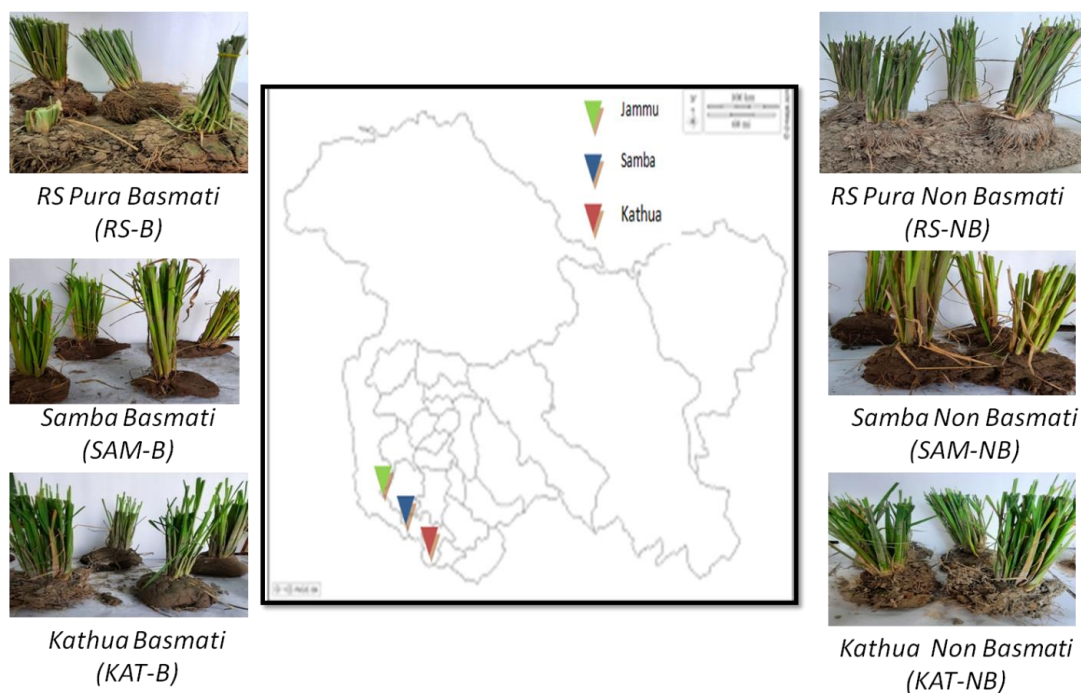 RS Pura Basmati
(RS-B)
Samba Basmati
(SAM-B)
Kathua Basmati
(KAT-B)
Jammu
Samba
Kathua
RS Pura Non Basmati
(RS-NB)
Samba Non Basmati
(SAM-NB)
Kathua Non Basmati
(KAT-NB)